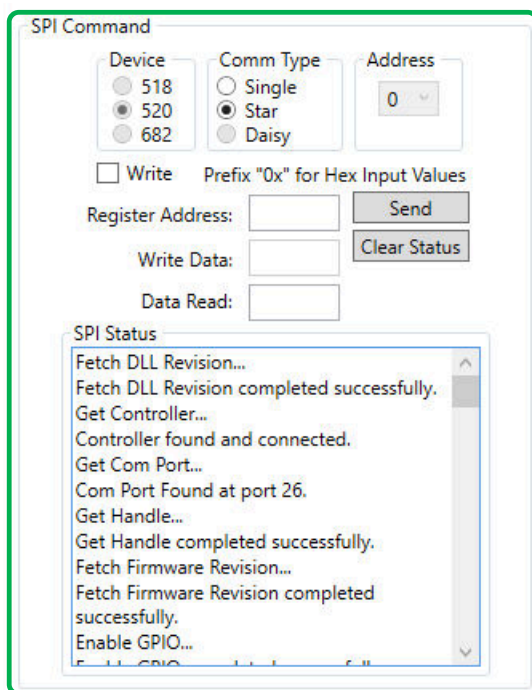 SPI Command
Device
518
520
682
Comm Type
Single
Star
Daisy
Address
0
Write
Prefix "0x" for Hex Input Values
Register Address:
Send
Write Data:
Clear Status
Data Read:
SPI Status
Fetch DLL Revision...
Fetch DLL Revision completed successfully.
Get Controller...
Controller found and connected.
Get Com Port...
Com Port Found at port 26.
Get Handle...
Get Handle completed successfully.
Fetch Firmware Revision...
Fetch Firmware Revision completed
successfully.
Enable GPIO...